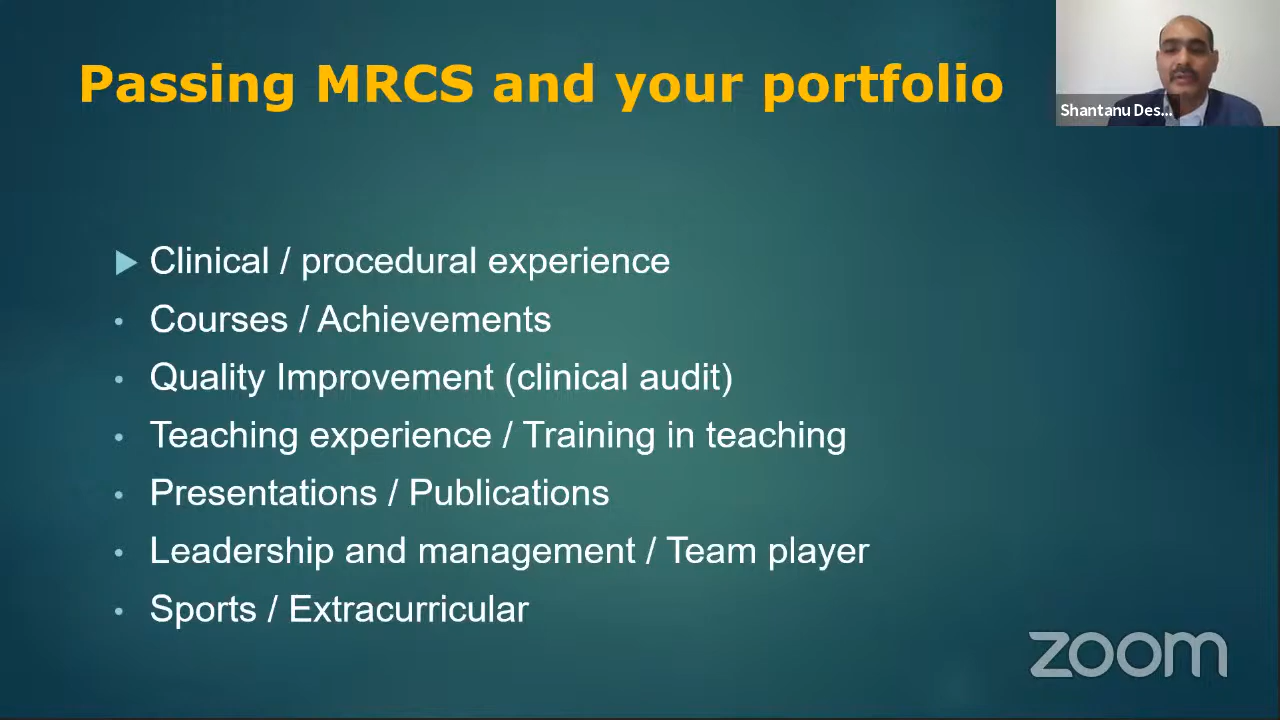 Passing MRCS and your portfolio
Shantanu Des...
Clinical / procedural experience
Courses / Achievements
Quality Improvement (clinical audit)
Teaching experience / Training in teaching
Presentations / Publications
Leadership and management / Team player
Sports / Extracurricular
zoom